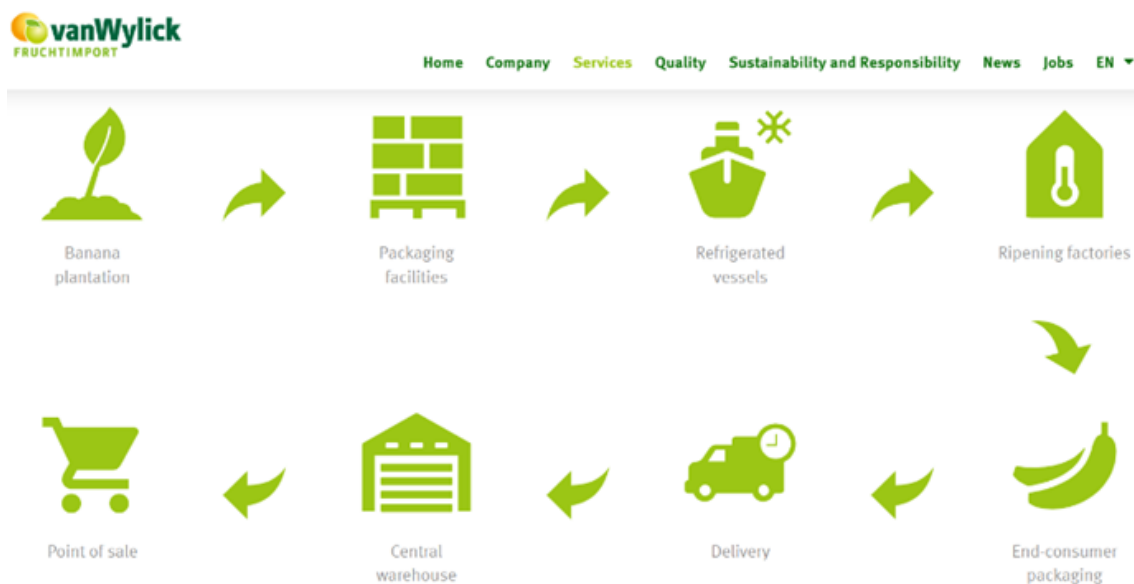 vanWylick
FRUCHTIMPORT
Home Company Services Quality Sustainability and Responsibility News Jobs EN
Banana
plantation
Packaging
facilities
Refrigerated
vessels
Ripening factories
End-consumer
packaging
Delivery
Central
warehouse
Point of sale